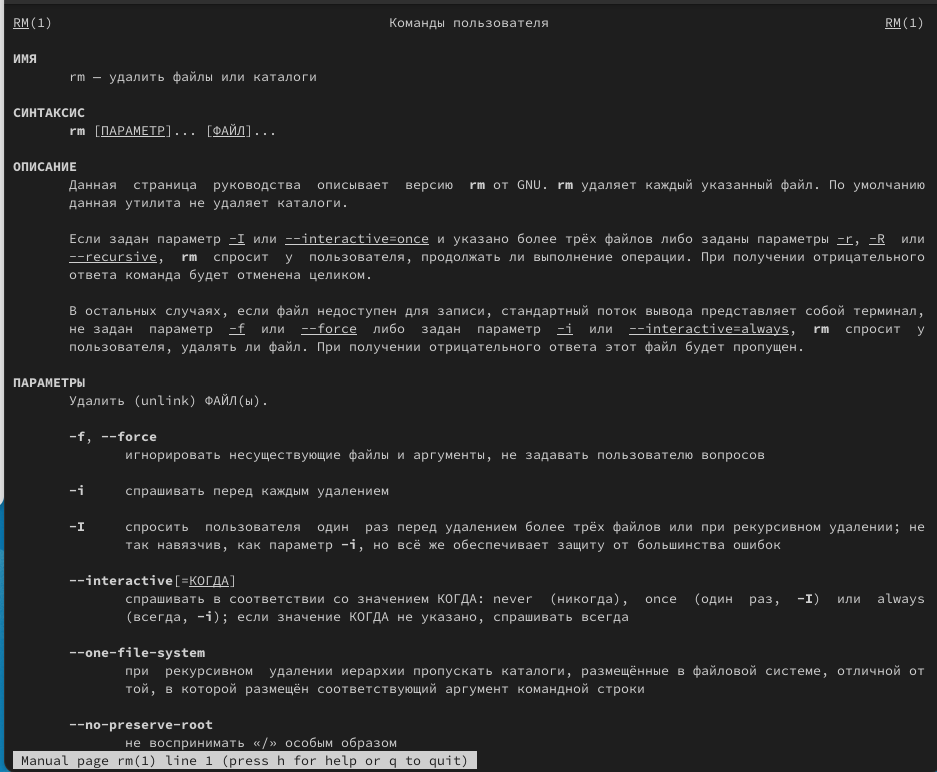 RM(1) Команды пользователя RM(1)
ИМЯ
rm — удалить файлы или каталоги
СИНТАКСИС
rm [ПАРАМЕТР]... [ФАЙЛ]...
ОПИСАНИЕ
Данная страница руководства описывает версию rm от GNU. rm удаляет каждый указанный файл. По умолчанию
данная утилита не удаляет каталоги.
Если задан параметр -I или --interactive=once и указано более трёх файлов либо заданы параметры -r, -R или
--recursive, rm спросит у пользователя, продолжать ли выполнение операции. При получении отрицательного
ответа команда будет отменена целиком.
В остальных случаях, если файл недоступен для записи, стандартный поток вывода представляет собой терминал,
не задан параметр -f или --force либо задан параметр -i или --interactive=always, rm спросит у
пользователя, удалять ли файл. При получении отрицательного ответа этот файл будет пропущен.
ПАРАМЕТРЫ
Удалить (unlink) ФАЙЛ(ы).
-f, --force
игнорировать несуществующие файлы и аргументы, не задавать пользователю вопросов
-i спрашивать перед каждым удалением
-I спросить пользователя один раз перед удалением более трёх файлов или при рекурсивном удалении; не
так навязчив, как параметр -i, но всё же обеспечивает защиту от большинства ошибок
--interactive[=КОГДА]
спрашивать в соответствии со значением КОГДА: never (никогда), once (один раз, -I) или always
(всегда, -i); если значение КОГДА не указано, спрашивать всегда
--one-file-system
при рекурсивном удалении иерархии пропускать каталоги, размещённые в файловой системе, отличной от
той, в которой размещён соответствующий аргумент командной строки
--no-preserve-root
не воспринимать «/» особым образом
Manual page rm(1) line 1 (press h for help or q to quit)